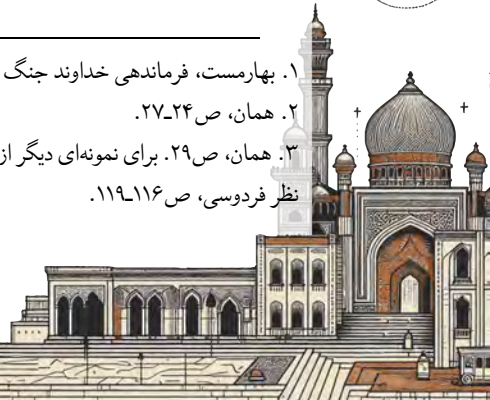 ۱. بهارمست، فرماندهی خداوند جنگ
۲. همان، ص۲۴ـ۲۷.
۳. همان، ص۲۹. برای نمونه‌ای دیگر از
نظر فردوسی، ص۱۱۶ـ۱۱۹.